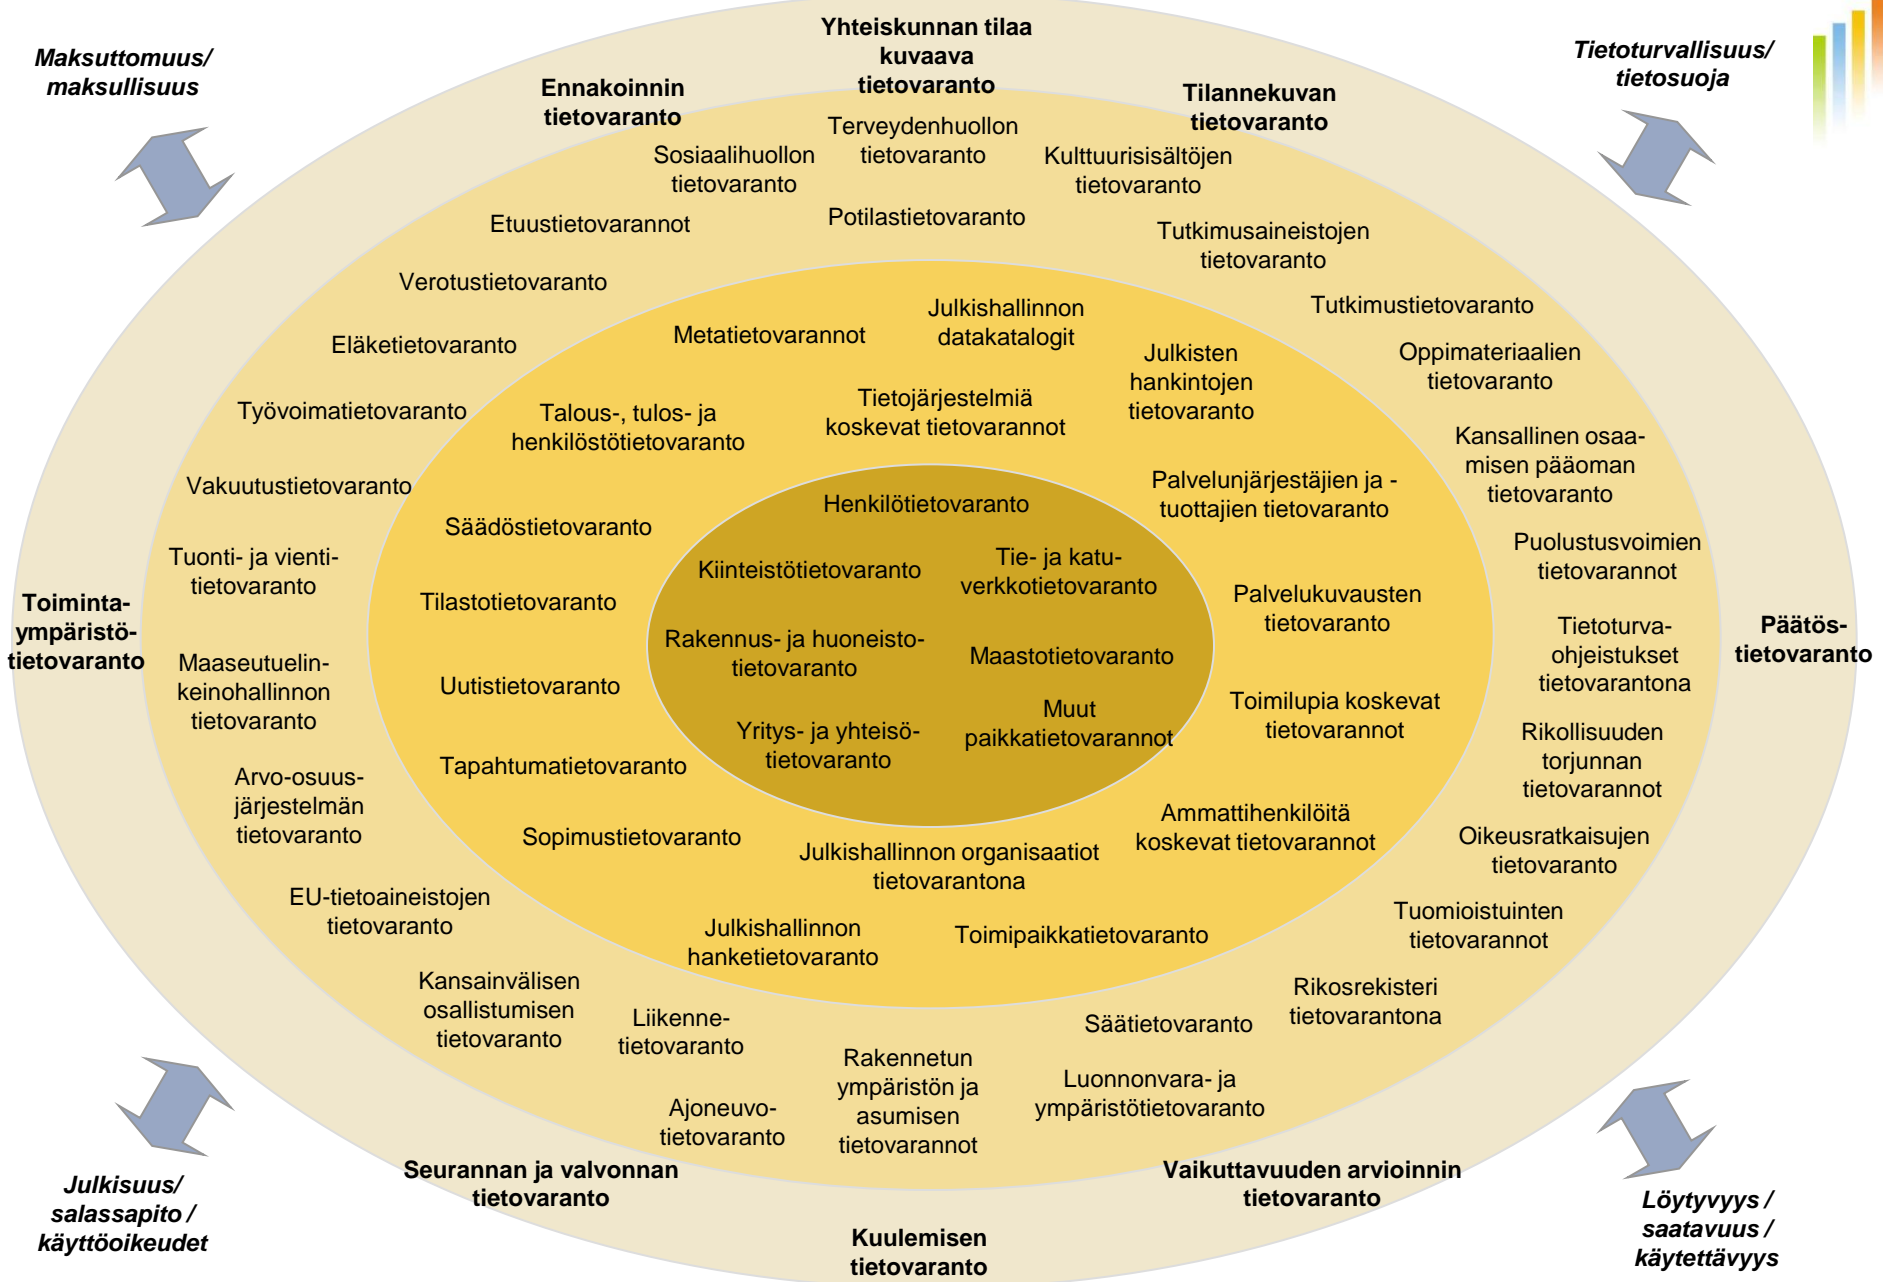 Yhteiskunnan tilaa
kuvaava
tietovaranto
Maksuttomuus/
maksullisuus
Tietoturvallisuus/
tietosuoja
Ennakoinnin
tietovaranto
Tilannekuvan
tietovaranto
Terveydenhuollon
tietovaranto
Sosiaalihuollon
tietovaranto
Kulttuurisisältöjen
tietovaranto
Etuustietovarannot
Potilastietovaranto
Tutkimusaineistojen
tietovaranto
Verotustietovaranto
Tutkimustietovaranto
Eläketietovaranto
Metatietovarannot
Julkishallinnon
datakatalogit
Julkisten
hankintojen
tietovaranto
Oppimateriaalien
tietovaranto
Työvoimatietovaranto
Talous-, tulos- ja
henkilöstötietovaranto
Tietojärjestelmiä
koskevat tietovarannot
Kansallinen osaa-
misen pääoman
tietovaranto
Vakuutustietovaranto
Palvelunjärjestäjien ja -
tuottajien tietovaranto
Henkilötietovaranto
Säädöstietovaranto
Tuonti- ja vienti-
tietovaranto
Kiinteistötietovaranto
Tie- ja katu-
verkkotietovaranto
Puolustusvoimien
tietovarannot
Toiminta-
ympäristö-
tietovaranto
Tilastotietovaranto
Palvelukuvausten
tietovaranto
Tietoturva-
ohjeistukset
tietovarantona
Päätös-
tietovaranto
Maaseutuelin-
keinohallinnon
tietovaranto
Uutistietovaranto
Rakennus- ja huoneisto-
tietovaranto
Maastotietovaranto
Toimilupia koskevat
tietovarannot
Yritys- ja yhteisö-
tietovaranto
Muut
paikkatietovarannot
Rikollisuuden
torjunnan
tietovarannot
Arvo-osuus-
järjestelmän
tietovaranto
Tapahtumatietovaranto
Sopimustietovaranto
Julkishallinnon organisaatiot
tietovarantona
Ammattihenkilöitä
koskevat tietovarannot
Oikeusratkaisujen
tietovaranto
EU-tietoaineistojen
tietovaranto
Julkishallinnon
hanketietovaranto
Toimipaikkatietovaranto
Tuomioistuinten
tietovarannot
Kansainvälisen
osallistumisen
tietovaranto
Liikenne-
tietovaranto
Säätietovaranto
Rikosrekisteri
tietovarantona
Ajoneuvo-
tietovaranto
Rakennetun
ympäristön ja
asumisen
tietovarannot
Luonnonvara- ja
ympäristötietovaranto
Seurannan ja valvonnan
tietovaranto
Vaikuttavuuden arvioinnin
tietovaranto
Julkisuus/
salassapito /
käyttöoikeudet
Kuulemisen
tietovaranto
Löytyvyys /
saatavuus /
käytettävyys